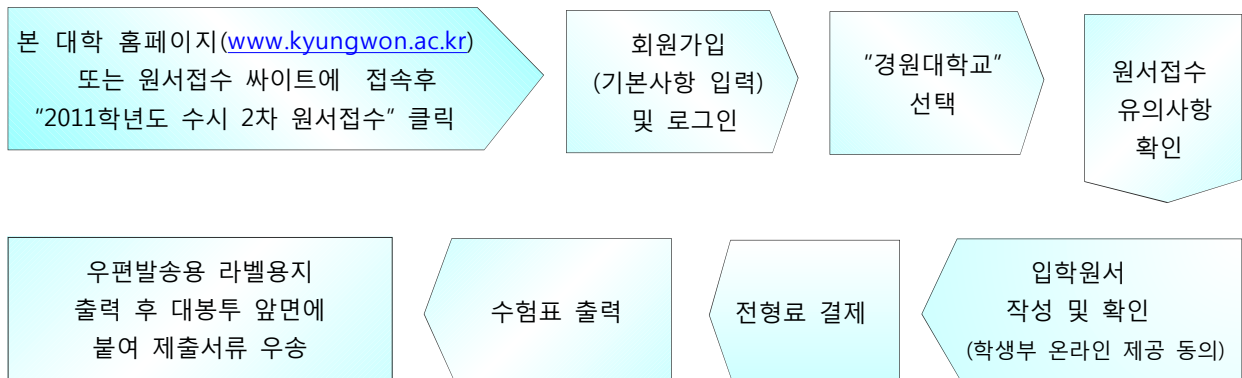 본 대학 홈페이지(www.kyungwon.ac.kr)
또는 원서접수 싸이트에 접속후
"2011학년도 수시 2차 원서접수" 클릭
회원가입
(기본사항 입력)
및 로그인
"경원대학교"
선택
원서접수
유의사항
확인
입학원서
작성 및 확인
(학생부 온라인 제공 동의)
전형료 결제
수험표 출력
우편발송용 라벨용지
출력 후 대봉투 앞면에
붙여 제출서류 우송